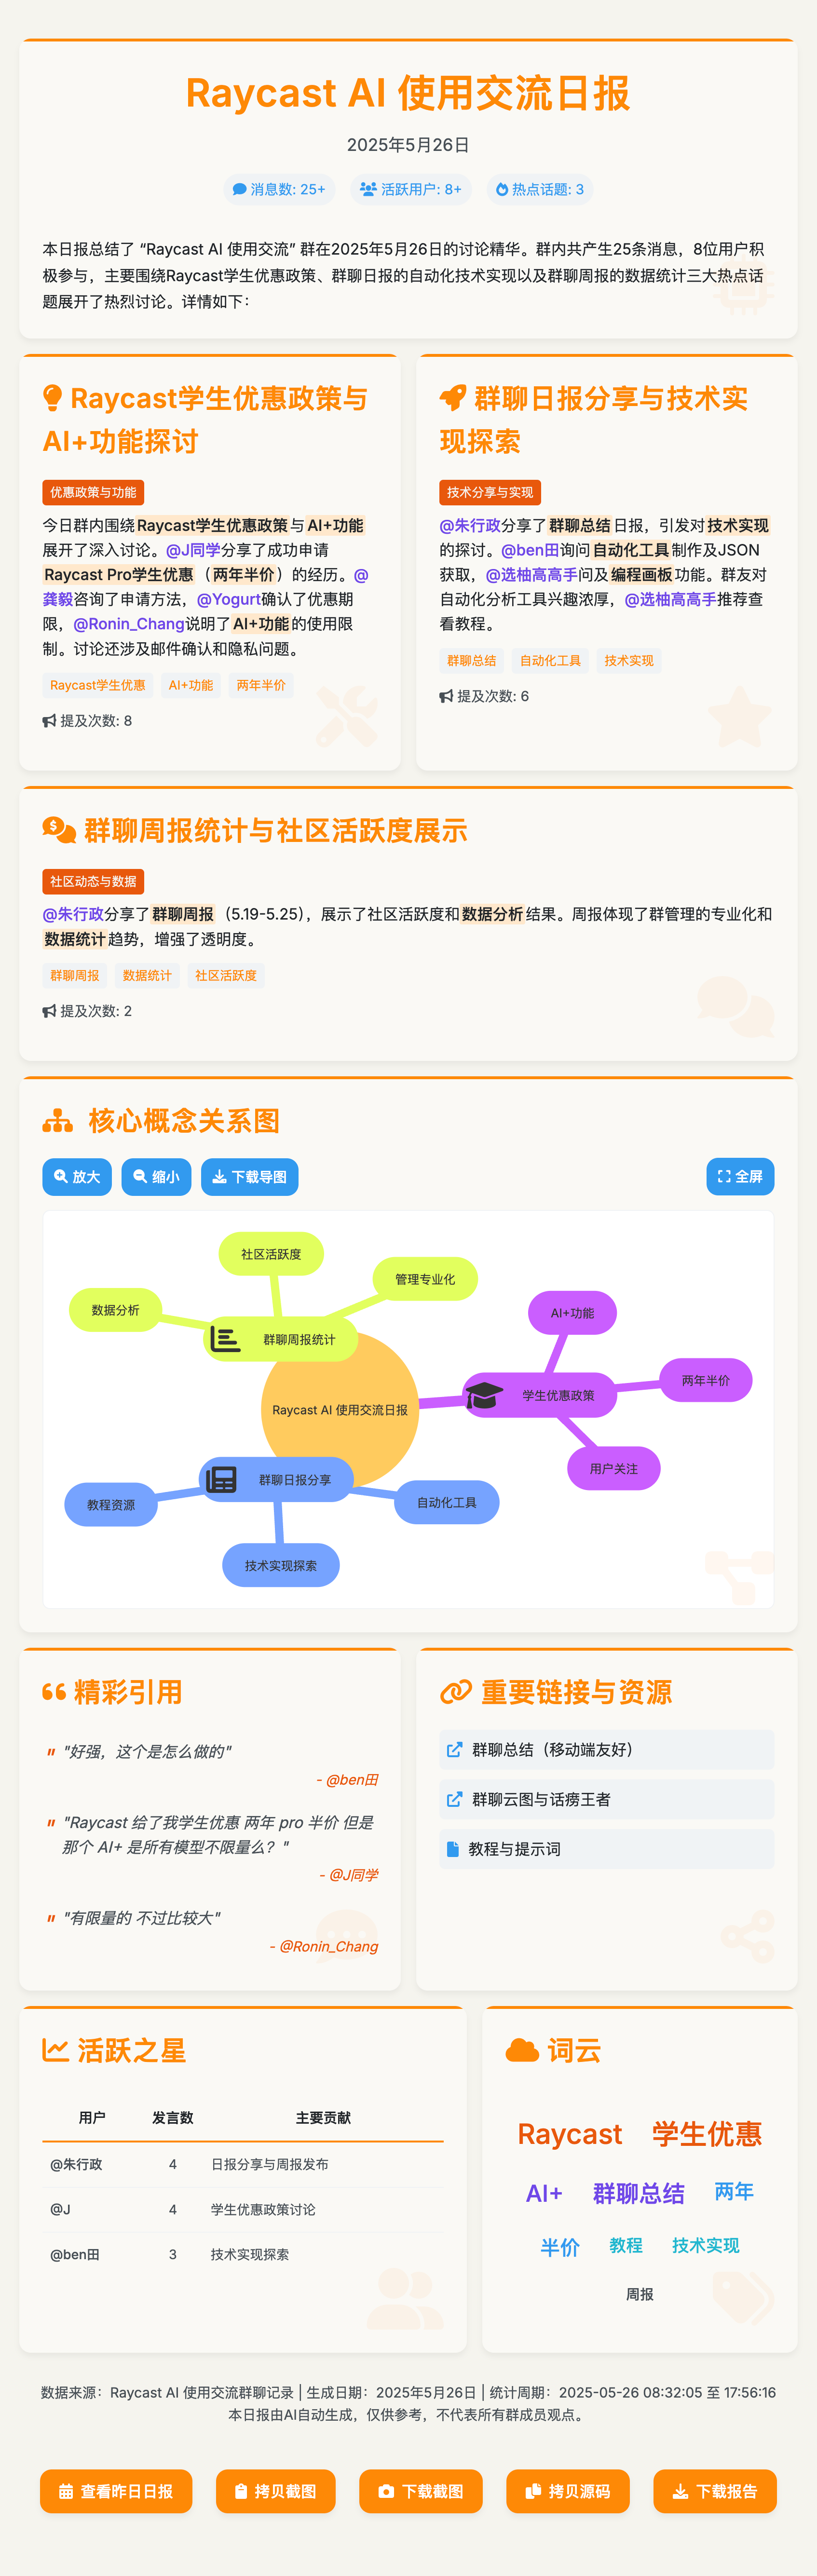 Raycast AI 使用交流日报
2025年5月26日
消息数: 25+
活跃用户: 8+
热点话题: 3
本日报总结了 “Raycast AI 使用交流” 群在2025年5月26日的讨论精华。群内共产生25条消息，8位用户积
极参与，主要围绕Raycast学生优惠政策、群聊日报的自动化技术实现以及群聊周报的数据统计三大热点话
题展开了热烈讨论。详情如下：
Raycast学生优惠政策与
AI+功能探讨
优惠政策与功能
今日群内围绕Raycast学生优惠政策与AI+功能
展开了深入讨论。@J同学分享了成功申请
Raycast Pro学生优惠（两年半价）的经历。@
龚毅咨询了申请方法，@Yogurt确认了优惠期
限，@Ronin_Chang说明了AI+功能的使用限
制。讨论还涉及邮件确认和隐私问题。
Raycast学生优惠
AI+功能
两年半价
提及次数: 8
群聊日报分享与技术实
现探索
技术分享与实现
@朱行政分享了群聊总结日报，引发对技术实现
的探讨。@ben田询问自动化工具制作及JSON
获取，@选柚高高手问及编程画板功能。群友对
自动化分析工具兴趣浓厚，@选柚高高手推荐查
看教程。
群聊总结
自动化工具
技术实现
提及次数: 6
群聊周报统计与社区活跃度展示
社区动态与数据
@朱行政分享了群聊周报（5.19-5.25），展示了社区活跃度和数据分析结果。周报体现了群管理的专业化和
数据统计趋势，增强了透明度。
群聊周报
数据统计
社区活跃度
提及次数: 2
核心概念关系图
放大
缩小
下载导图
全屏
社区活跃度
管理专业化
数据分析
群聊周报统计
AI+功能
两年半价
学生优惠政策
Raycast AI 使用交流日报
用户关注
群聊日报分享
教程资源
自动化工具
技术实现探索
精彩引用
"好强，这个是怎么做的"
- @ben田
"Raycast 给了我学生优惠 两年 pro 半价 但是
那个 AI+ 是所有模型不限量么？"
- @J同学
"有限量的 不过比较大"
- @Ronin_Chang
重要链接与资源
群聊总结（移动端友好）
群聊云图与话痨王者
教程与提示词
活跃之星
用户 发言数 主要贡献
@朱行政 4 日报分享与周报发布
@J 4 学生优惠政策讨论
@ben田 3 技术实现探索
词云
Raycast 学生优惠
AI+ 群聊总结 两年
半价 教程 技术实现
周报
数据来源：Raycast AI 使用交流群聊记录 | 生成日期：2025年5月26日 | 统计周期：2025-05-26 08:32:05 至 17:56:16
本日报由AI自动生成，仅供参考，不代表所有群成员观点。
查看昨日日报
拷贝截图
下载截图
拷贝源码
下载报告